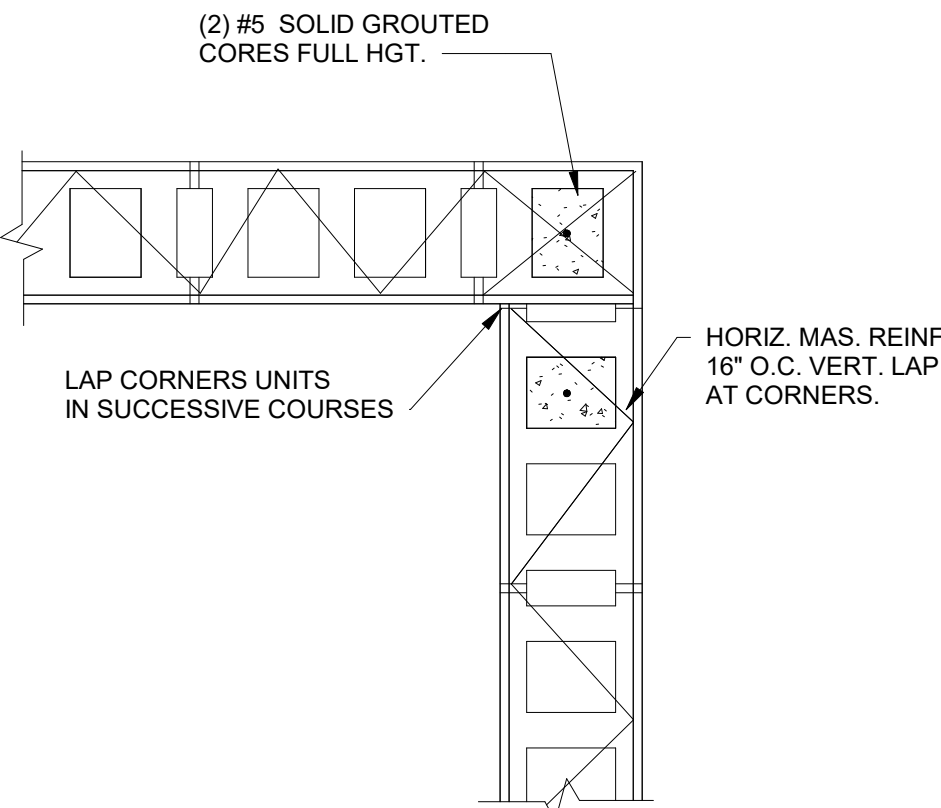 (2) #5 SOLID GROUTED
CORES FULL HGT.
LAP CORNERS UNITS
IN SUCCESSIVE COURSES
HORIZ. MAS. REINF
16" O.C. VERT. LAP
AT CORNERS.